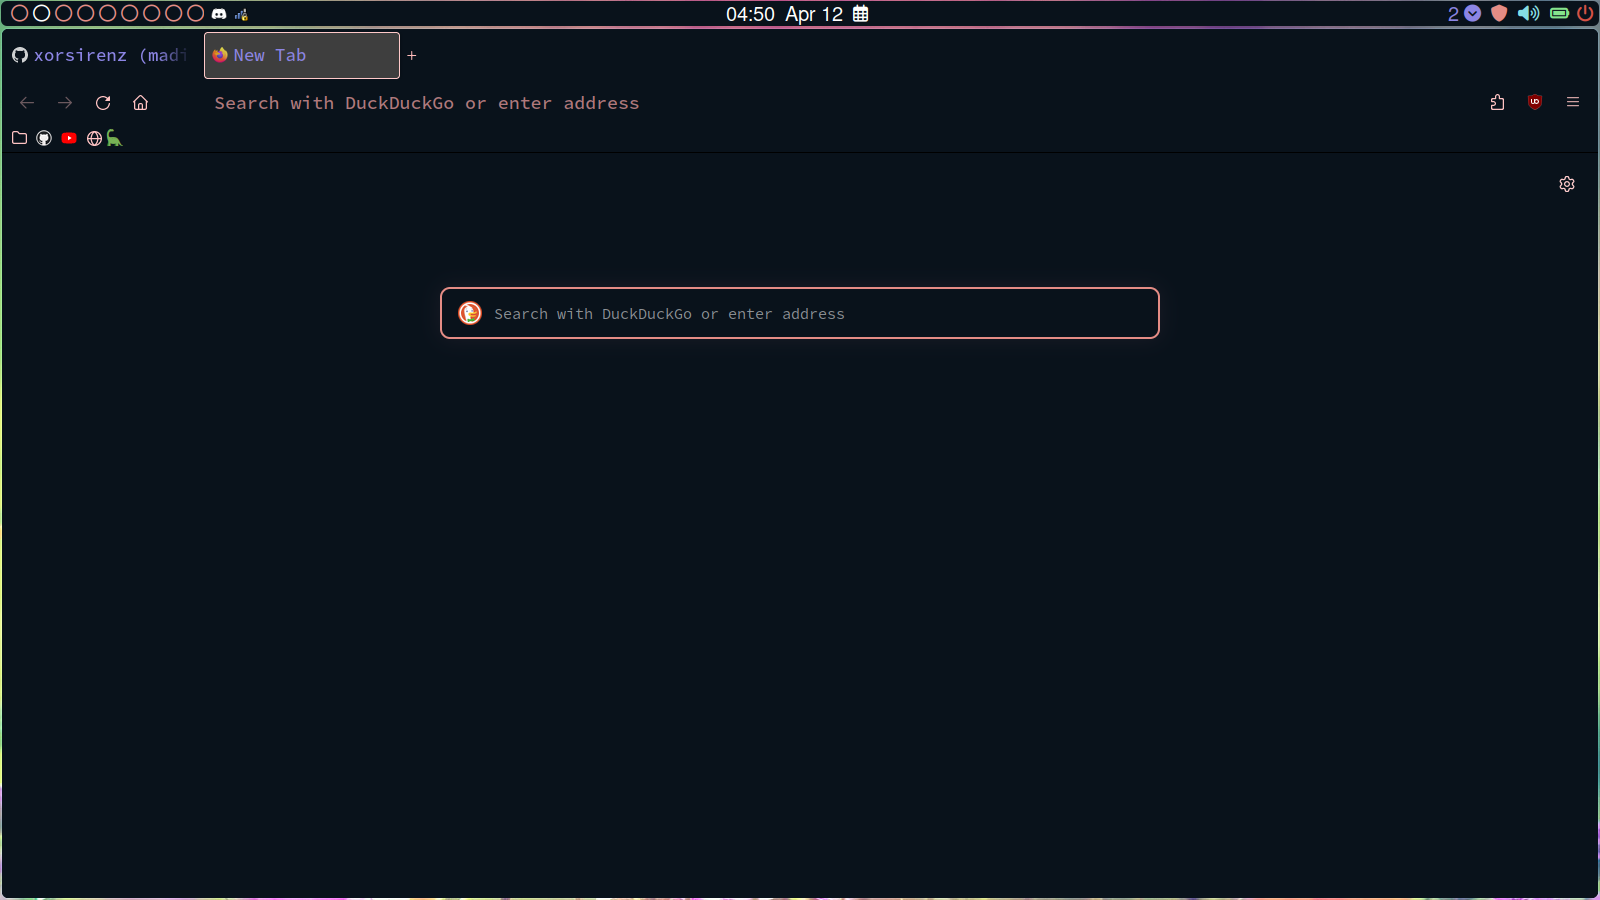 04:50 Apr 12
2
xorsirenz (madi
New Tab
Search with DuckDuckGo or enter address
Search with DuckDuckGo or enter address